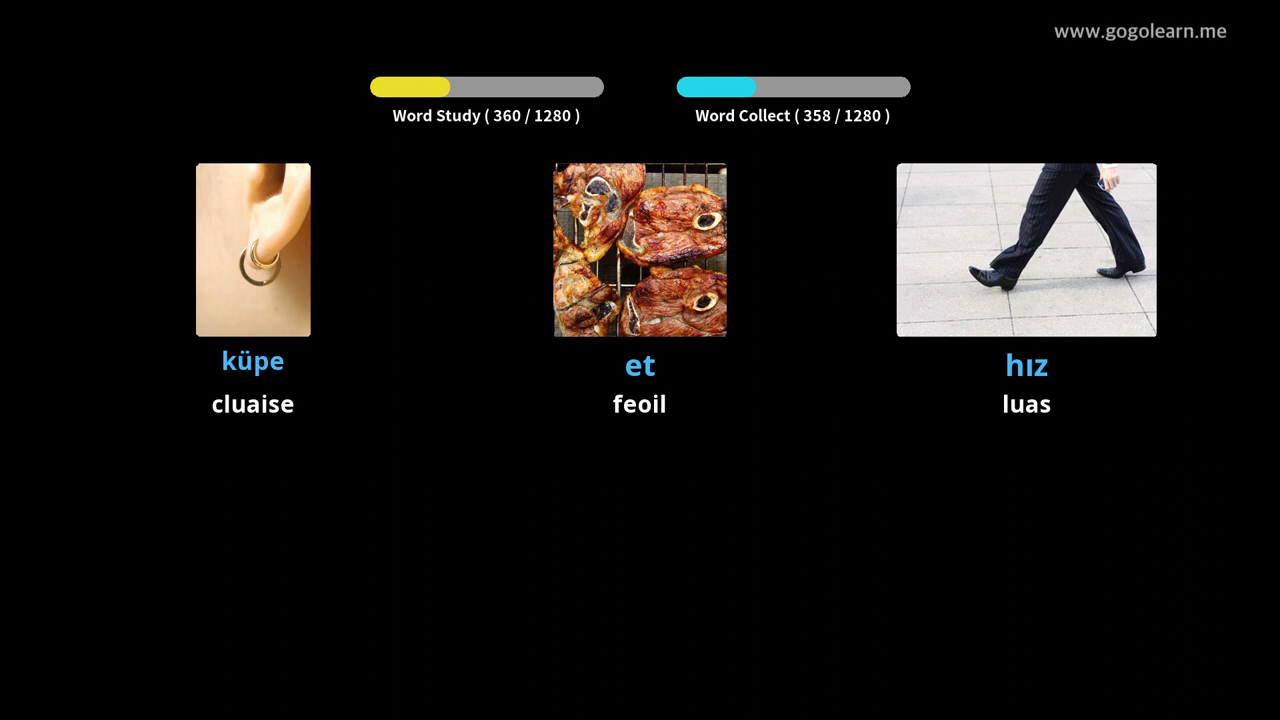 www.gogolearn.me
Word Study ( 360 / 1280 )
Word Collect ( 358 / 1280 )
küpe
et
hız
cluaise
feoil
luas